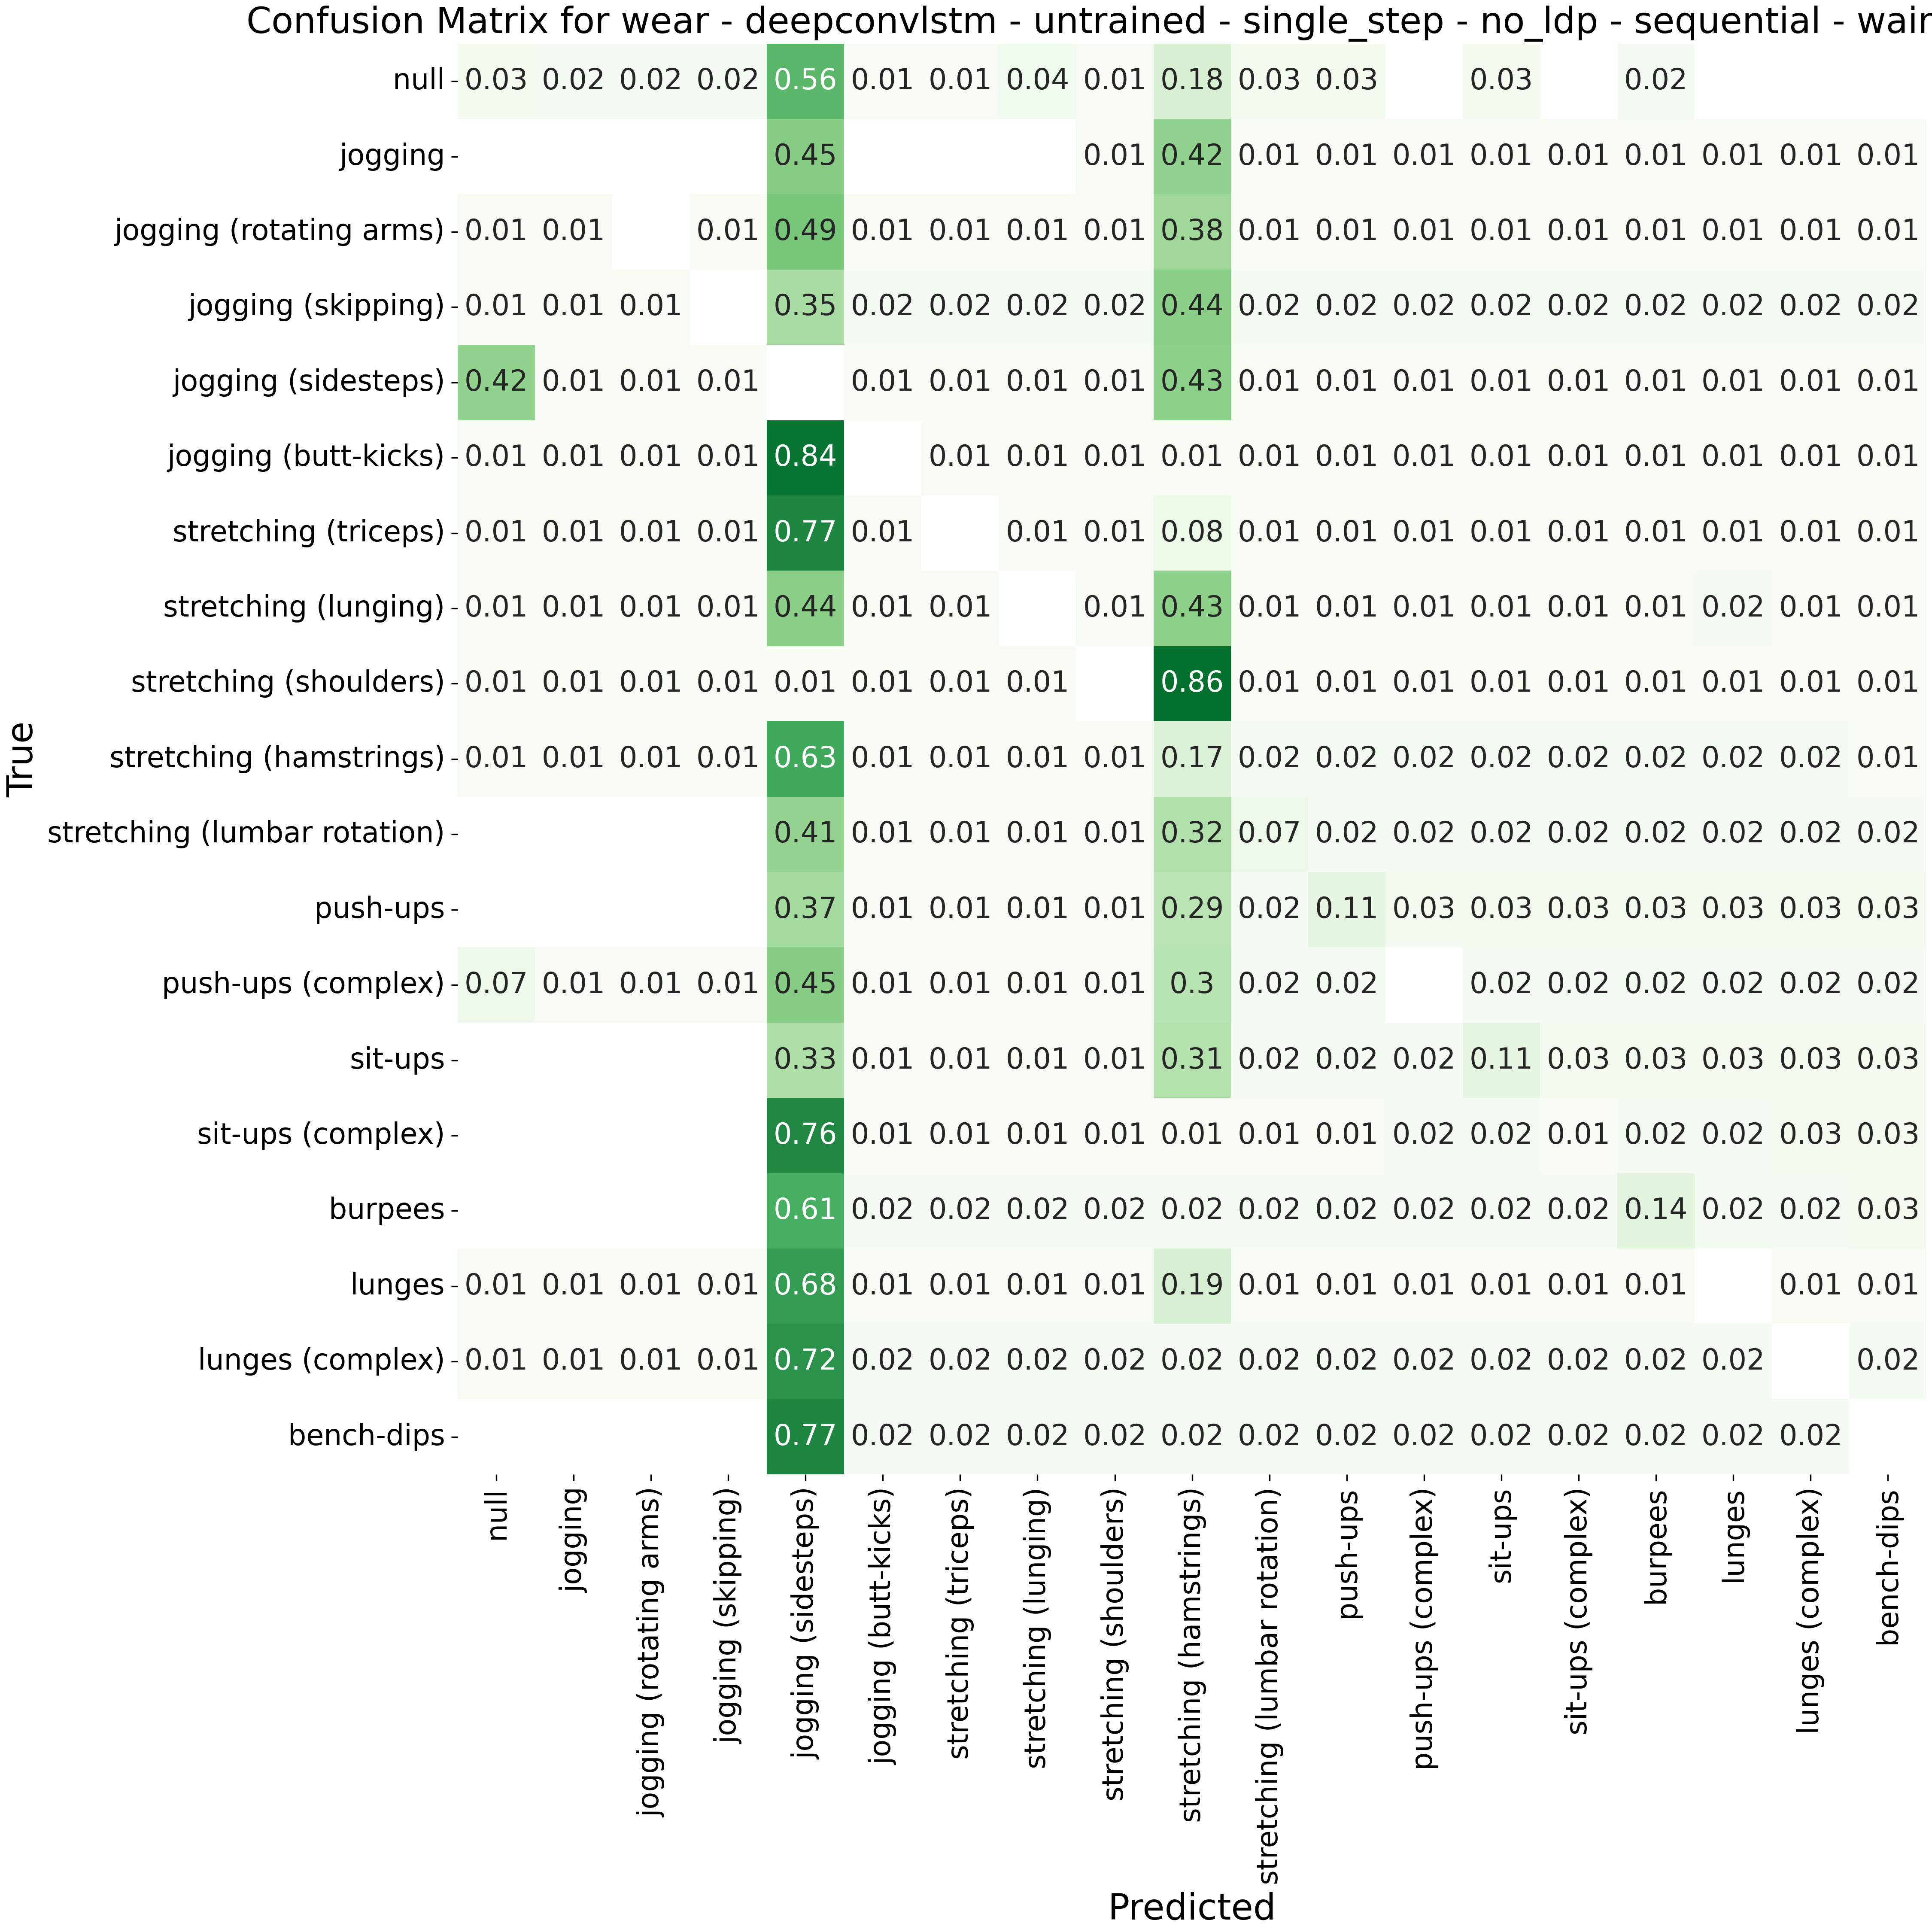 Confusion Matrix for wear - deepconvlstm - untrained - single_step - no_ldp - sequential -
null 0.03 0.02 0.02 0.02 0.56 0.01 0.01 0.04 0.01 0.18 0.03 0.03 0.03 0.02
jogging 0.45 0.01 0.42 0.01 0.01 0.01 0.01 0.01 0.01 0.01 0.01 0.01
jogging (rotating arms) 0.01 0.01 0.01 0.49 0.01 0.01 0.01 0.01 0.38 0.01 0.01 0.01 0.01 0.01 0.01 0.01 0.01 0.01
jogging (skipping) 0.01 0.01 0.01 0.35 0.02 0.02 0.02 0.02 0.44 0.02 0.02 0.02 0.02 0.02 0.02 0.02 0.02 0.02
jogging (sidesteps) 0.42 0.01 0.01 0.01 0.01 0.01 0.01 0.01 0.43 0.01 0.01 0.01 0.01 0.01 0.01 0.01 0.01 0.01
jogging (butt-kicks) 0.01 0.01 0.01 0.01 0.84 0.01 0.01 0.01 0.01 0.01 0.01 0.01 0.01 0.01 0.01 0.01 0.01 0.01
stretching (triceps) 0.01 0.01 0.01 0.01 0.77 0.01 0.01 0.01 0.08 0.01 0.01 0.01 0.01 0.01 0.01 0.01 0.01 0.01
stretching (lunging) 0.01 0.01 0.01 0.01 0.44 0.01 0.01 0.01 0.43 0.01 0.01 0.01 0.01 0.01 0.01 0.02 0.01 0.01
stretching (shoulders) 0.01 0.01 0.01 0.01 0.01 0.01 0.01 0.01 0.86 0.01 0.01 0.01 0.01 0.01 0.01 0.01 0.01 0.01
stretching (hamstrings) 0.01 0.01 0.01 0.01 0.63 0.01 0.01 0.01 0.01 0.17 0.02 0.02 0.02 0.02 0.02 0.02 0.02 0.02 0.01
stretching (lumbar rotation) 0.41 0.01 0.01 0.01 0.01 0.32 0.07 0.02 0.02 0.02 0.02 0.02 0.02 0.02 0.02
push-ups 0.37 0.01 0.01 0.01 0.01 0.29 0.02 0.11 0.03 0.03 0.03 0.03 0.03 0.03 0.03
push-ups (complex) 0.07 0.01 0.01 0.01 0.45 0.01 0.01 0.01 0.01 0.3 0.02 0.02 0.02 0.02 0.02 0.02 0.02 0.02
sit-ups 0.33 0.01 0.01 0.01 0.01 0.31 0.02 0.02 0.02 0.11 0.03 0.03 0.03 0.03 0.03
sit-ups (complex) 0.76 0.01 0.01 0.01 0.01 0.01 0.01 0.01 0.02 0.02 0.01 0.02 0.02 0.03 0.03
burpees 0.61 0.02 0.02 0.02 0.02 0.02 0.02 0.02 0.02 0.02 0.02 0.14 0.02 0.02 0.03
lunges 0.01 0.01 0.01 0.01 0.68 0.01 0.01 0.01 0.01 0.19 0.01 0.01 0.01 0.01 0.01 0.01 0.01 0.01
lunges (complex) 0.01 0.01 0.01 0.01 0.72 0.02 0.02 0.02 0.02 0.02 0.02 0.02 0.02 0.02 0.02 0.02 0.02 0.02
bench-dips 0.77 0.02 0.02 0.02 0.02 0.02 0.02 0.02 0.02 0.02 0.02 0.02 0.02 0.02
True
null
jogging
jogging (rotating arms)
jogging (skipping)
jogging (sidesteps)
jogging (butt-kicks)
stretching (triceps)
stretching (lunging)
stretching (shoulders)
stretching (hamstrings)
stretching (lumbar rotation)
push-ups
push-ups (complex)
sit-ups
sit-ups (complex)
burpees
lunges
lunges (complex)
bench-dips
Predicted